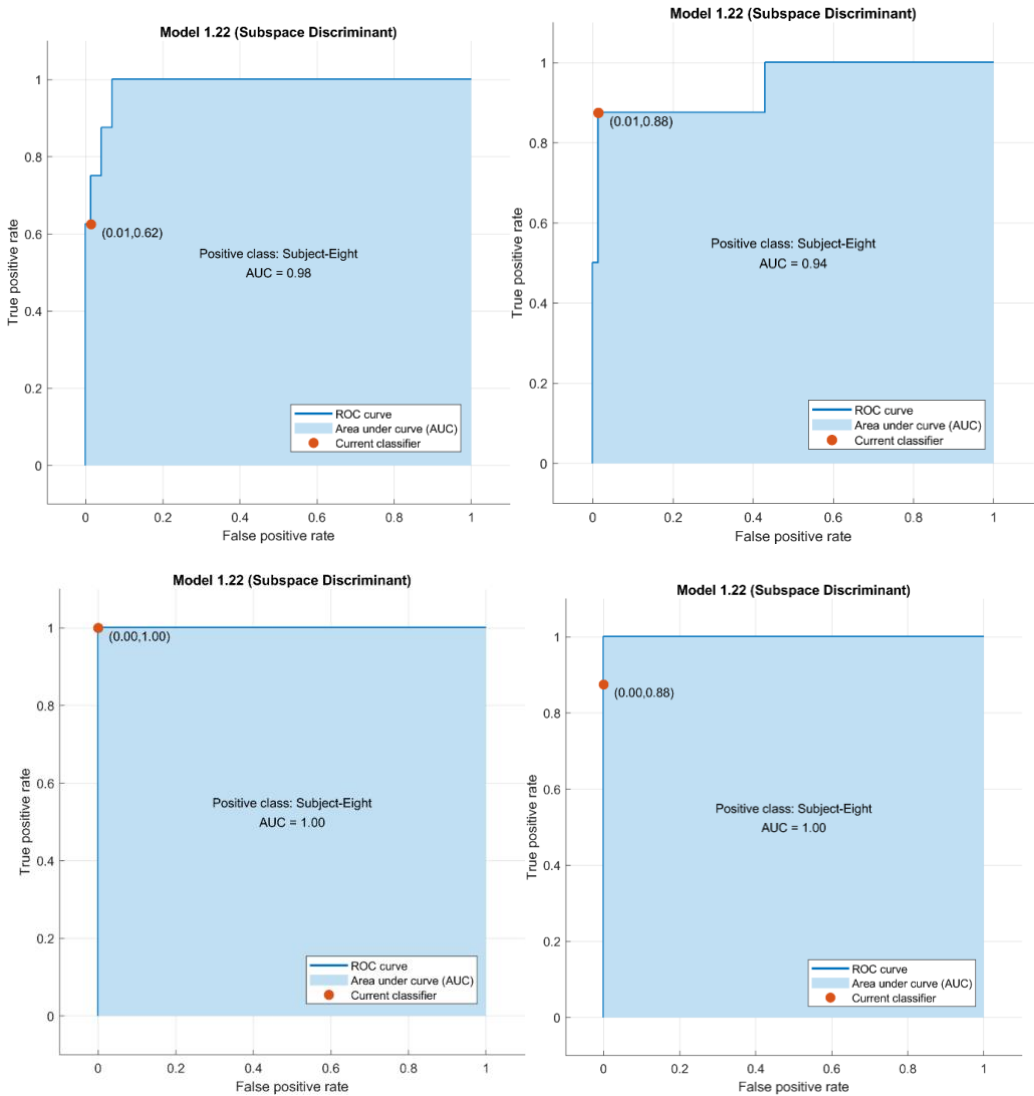 Model 1.22 (Subspace Discriminant)
1
0.8
0.6
0.4
0.2
0
True positive rate
(0.01,0.62)
Positive class: Subject-Eight
AUC = 0.98
ROC curve
Area under curve (AUC)
Current classifier
0 0.2 0.4 0.6 0.8 1
False positive rate
Model 1.22 (Subspace Discriminant)
1
0.8
0.6
0.4
0.2
0
True positive rate
(0.01,0.88)
Positive class: Subject-Eight
AUC = 0.94
ROC curve
Area under curve (AUC)
Current classifier
0 0.2 0.4 0.6 0.8 1
False positive rate
Model 1.22 (Subspace Discriminant)
1
0.8
0.6
0.4
0.2
0
True positive rate
(0.00,1.00)
Positive class: Subject-Eight
AUC = 1.00
ROC curve
Area under curve (AUC)
Current classifier
0 0.2 0.4 0.6 0.8 1
False positive rate
Model 1.22 (Subspace Discriminant)
1
0.8
0.6
0.4
0.2
0
True positive rate
(0.00,0.88)
Positive class: Subject-Eight
AUC = 1.00
ROC curve
Area under curve (AUC)
Current classifier
0 0.2 0.4 0.6 0.8 1
False positive rate